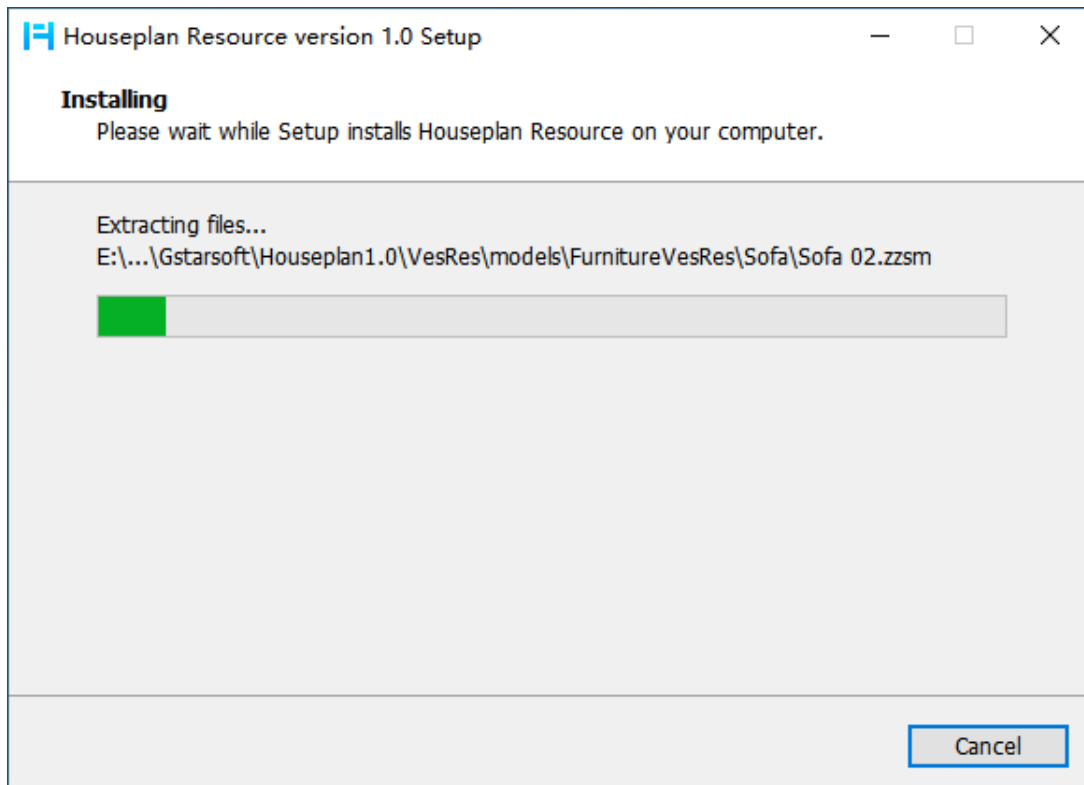 Houseplan Resource version 1.0 Setup
Installing
Please wait while Setup installs Houseplan Resource on your computer.
Extracting files...
E:\...\Gstarsoft\Houseplan1.0\VesRes\models\FurnitureVesRes\Sofa\Sofa 02.zzsm
Cancel